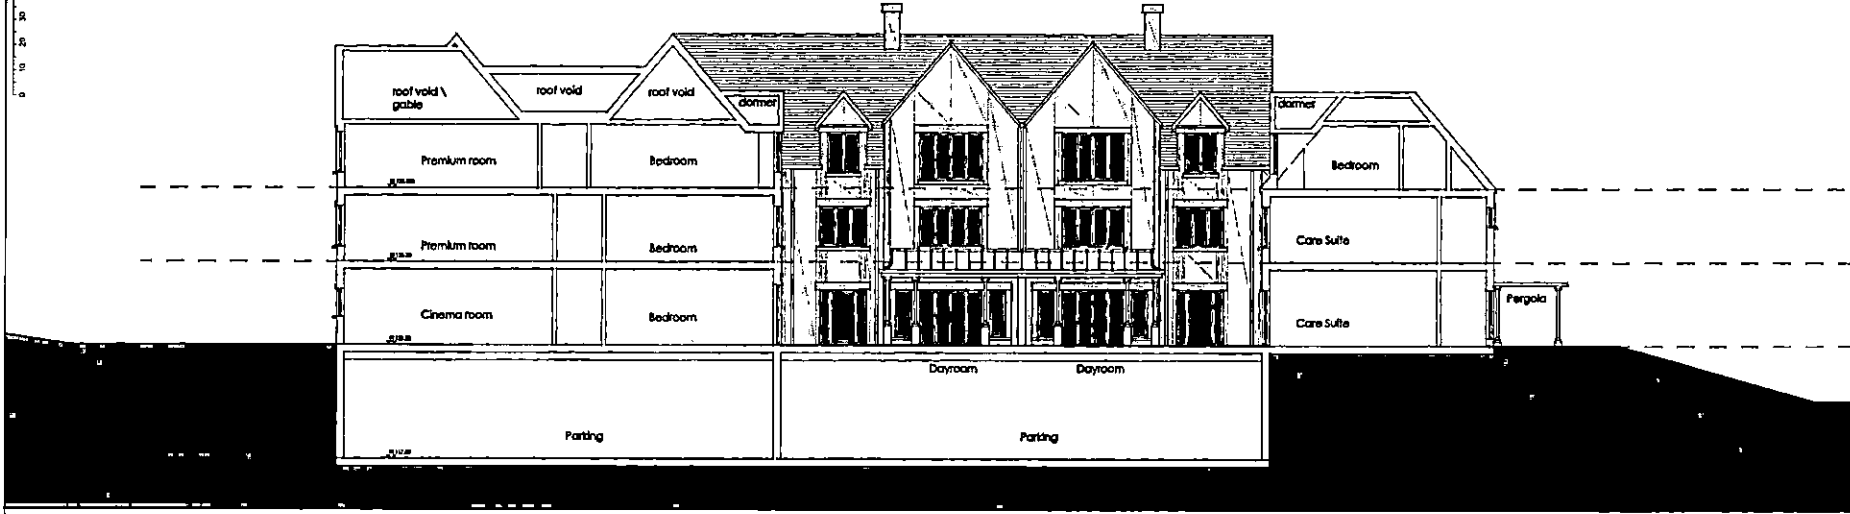 roof void \
gable
roof void
roof void
dormer
dormer
Premium room
Bedroom
Bedroom
Premium room
Bedroom
Care Suite
Cinema room
Bedroom
Care Suite
Pergola
Dayroom
Dayroom
Parking
Parking